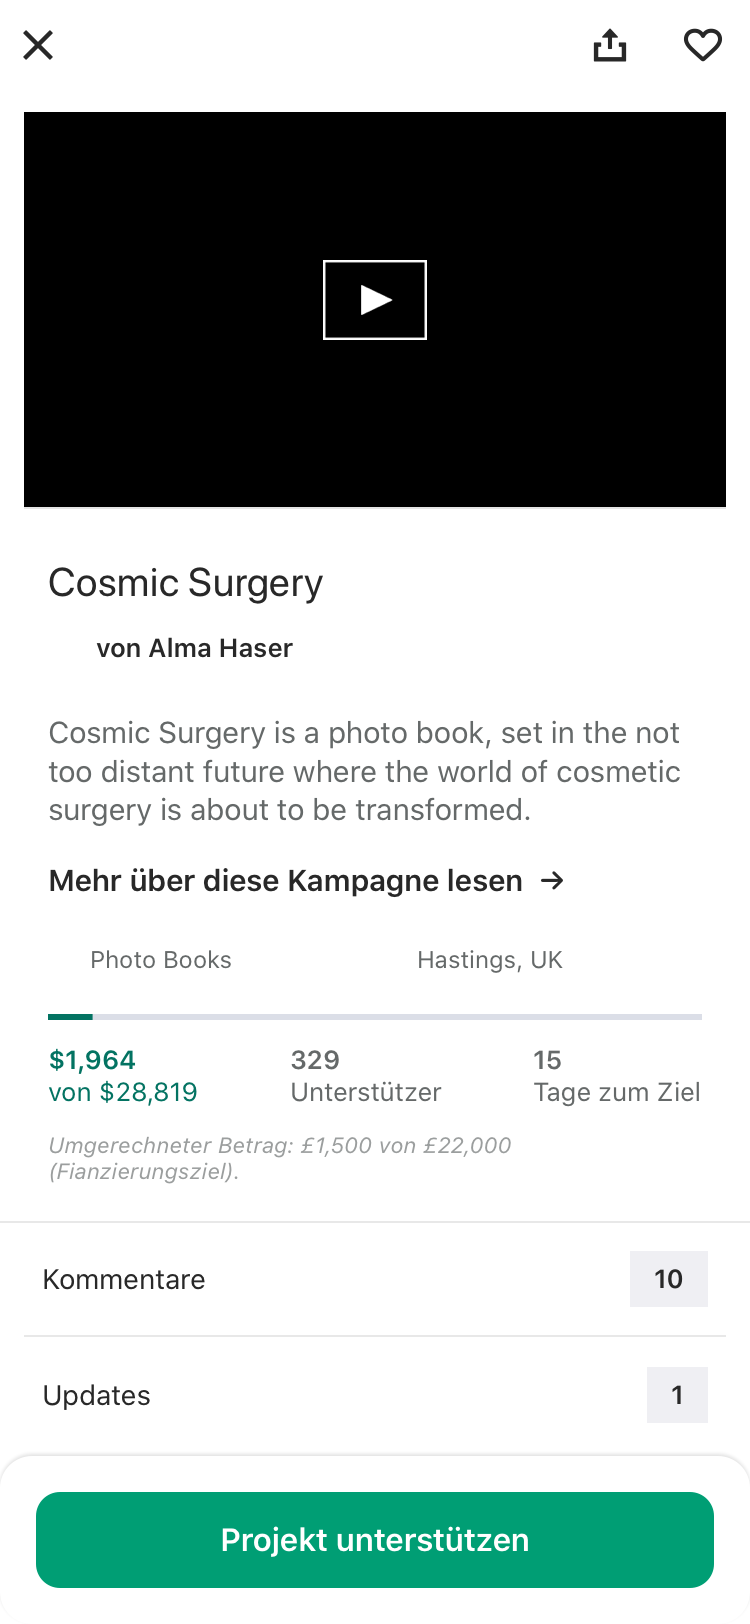 Cosmic Surgery
von Alma Haser
Cosmic Surgery is a photo book, set in the not
too distant future where the world of cosmetic
surgery is about to be transformed.
Mehr über diese Kampagne lesen →
Photo Books
Hastings, UK
$1,964
von $28,819
329
Unterstützer
15
Tage zum Ziel
Umgerechneter Betrag: £1,500 von £22,000
(Fianzierungsziel).
Kommentare
10
Updates
1
Projekt unterstützen